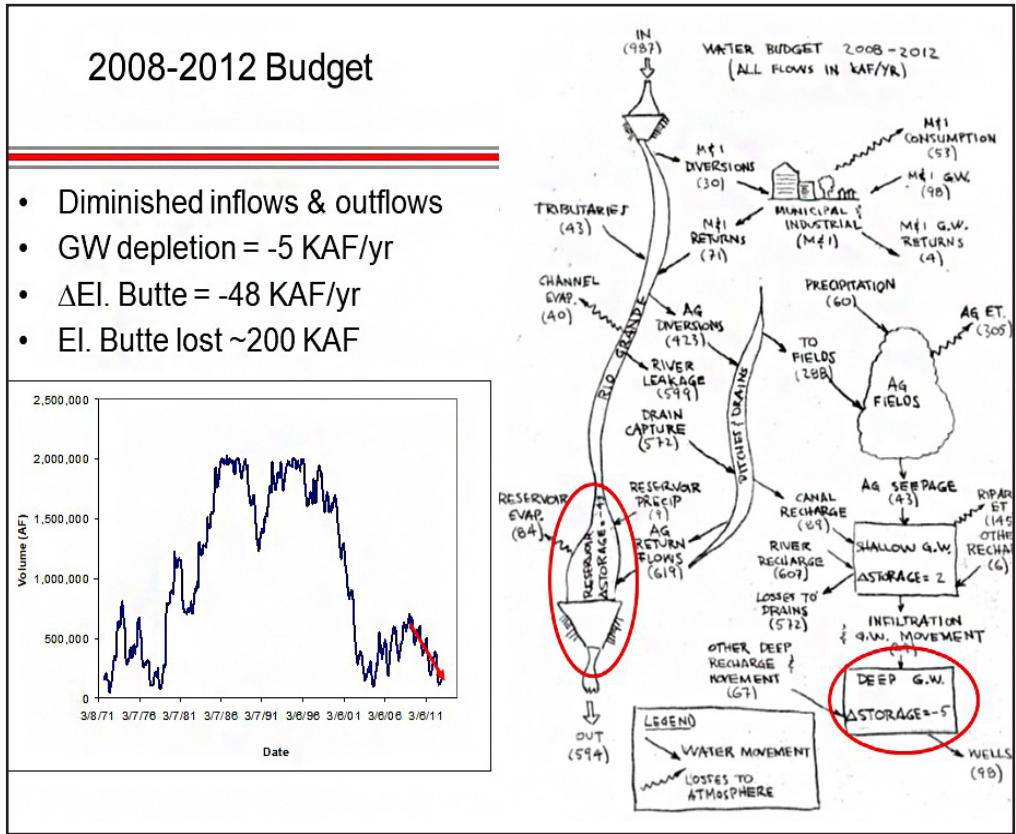 2008-2012 Budget
• Diminished inflows & outflows
• GW depletion = -5 KAF/yr
• ΔEl. Butte = -48 KAF/yr
• El. Butte lost ~200 KAF
2,500,000
2,000,000
1,500,000
1,000,000
500,000
0
Volume (AF)
3/8/71 3/7/76 3/7/81 3/7/86 3/7/91 3/6/96 3/6/01 3/6/06 3/6/11
Date
IN
(987)
WATER BUDGET 2008-2012
(ALL FLOWS IN KAF/YR)
M&I
DIVERSIONS
(30)
M&I
CONSUMPTION
(53)
M&I GW.
(98)
MUNICIPAL &
INDUSTRIAL
(M&I)
M&I G.W.
RETURNS
(4)
TRIBUTARIES
(43)
M&I
RETURNS
(71)
CHANNEL
EVAP.
(40)
RIO GRANDE
AG
DIVERSIONS
(423)
RIVER
LEAKAGE
(599)
DRAIN
CAPTURE
(572)
DITCHES & DRAINS
PRECIPITATION
(60)
AG ET.
(305)
TO
FIELDS
(288)
AG
FIELDS
AG SEEPAGE
(43)
RESERVOIR
EVAP.
(84)
RESERVOIR
PRECIP
(9)
RESERVOIR
ΔSTORAGE=
AG
RETURN
FLOWS
(619)
CANAL
RECHARGE
(89)
RIPAR
ET
(145
OTHE
RECHA
(6)
SHALLOW G.W.
ΔSTORAGE= 2
RIVER
RECHARGE
(607)
LOSSES TO
DRAINS
(572)
INFILTRATION
& G.W. MOVEMENT
OTHER DEEP
RECHARGE &
MOVEMENT
(67)
DEEP G.W.
ΔSTORAGE=-5
WELLS
(98)
OUT
(594)
LEGEND
WATER MOVEMENT
LOSSES TO
ATMOSPHERE